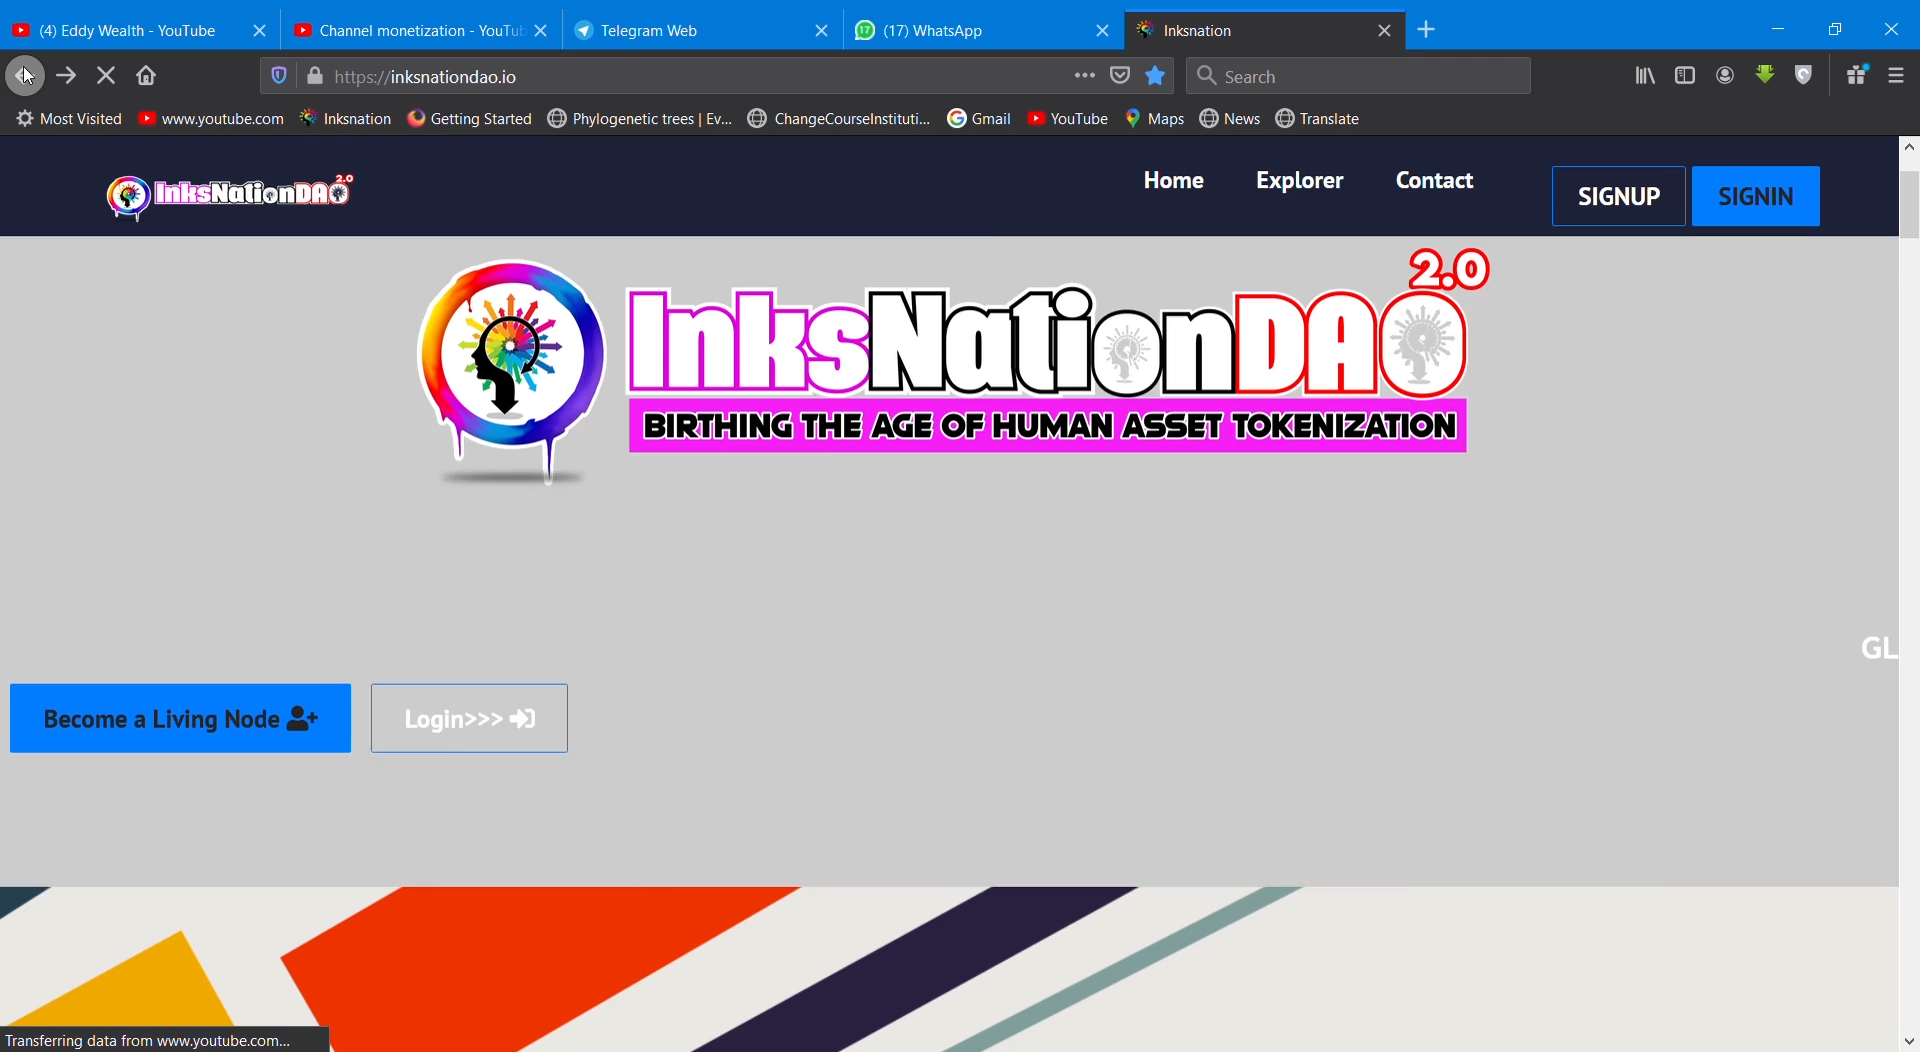 (4) Eddy Wealth - YouTube
Channel monetization - YouTub
Telegram Web
17
(17) WhatsApp
Inksnation
https://inksnationdao.io
Search
Most Visited
www.youtube.com
Inksnation
Getting Started
Phylogenetic trees | Ev...
ChangeCourseInstituti...
Gmail
YouTube
Maps
News
Translate
InksNationDAO 2.0
Home
Explorer
Contact
SIGNUP
SIGNIN
2.0
InksNationDAO
BIRTHING THE AGE OF HUMAN ASSET TOKENIZATION
GL
Become a Living Node
Login>>>
Transferring data from www.youtube.com...